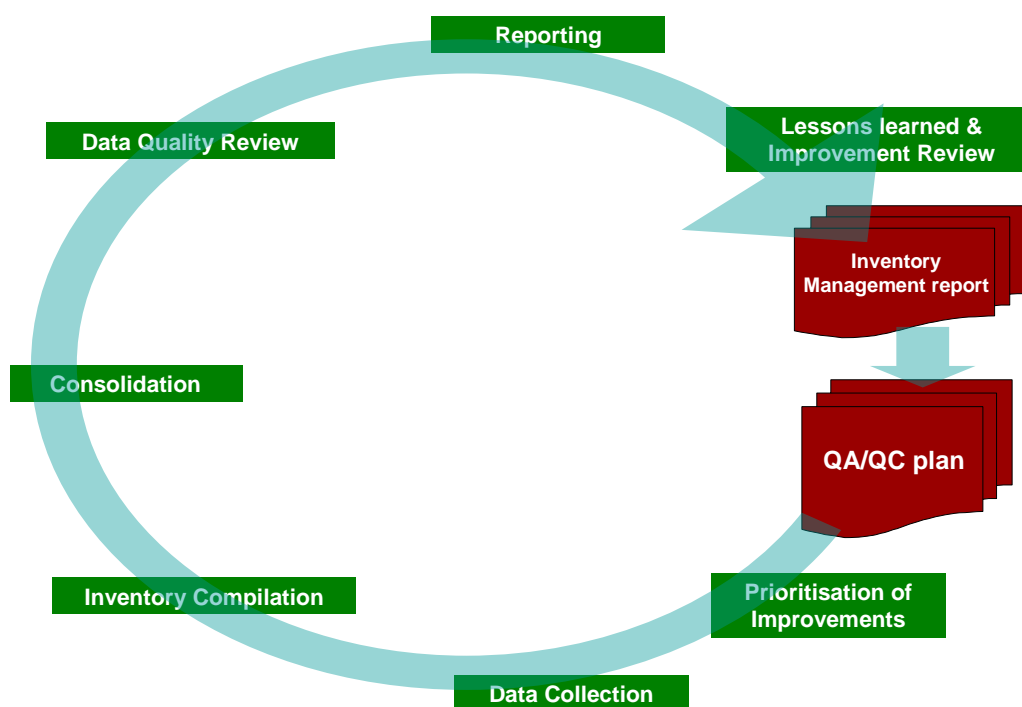 Reporting
Data Quality Review
Lessons learned &
Improvement Review
Inventory
Management report
Consolidation
QA/QC plan
Inventory Compilation
Prioritisation of
Improvements
Data Collection